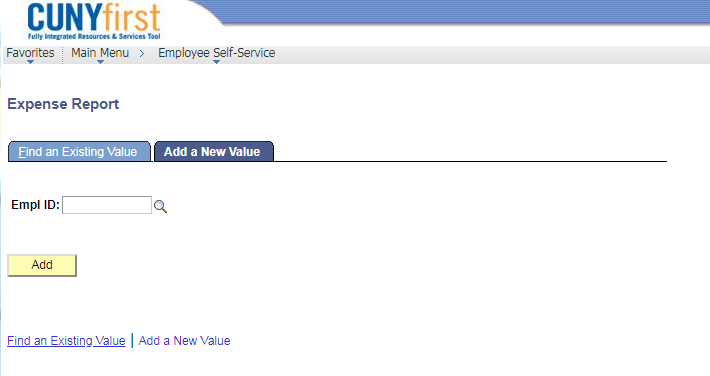 CUNYfirst
Fully Integrated Resources & Services Tool
Favorites Main Menu > Employee Self-Service
Expense Report
Find an Existing Value Add a New Value
Empl ID:
Add
Find an Existing Value | Add a New Value